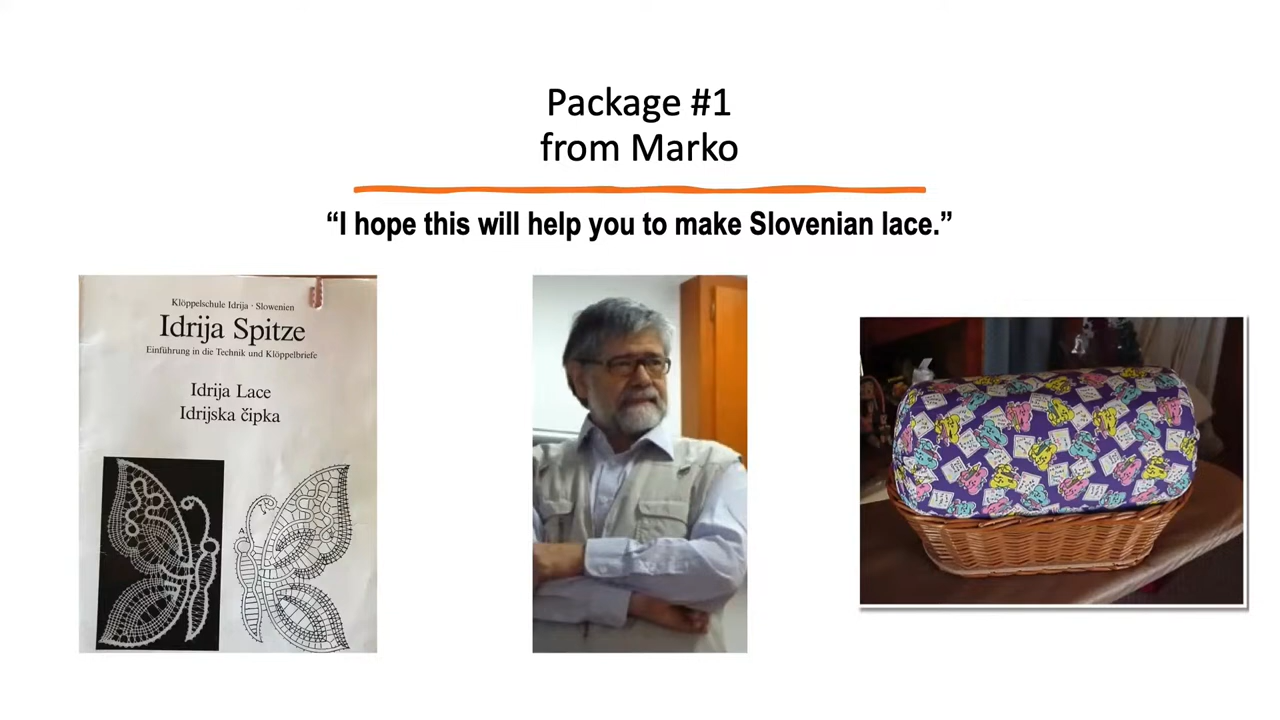 Package #1
from Marko
“I hope this will help you to make Slovenian lace.”
Klöppelschule Idrija · Slowenien
Idrija Spitze
Einführung in die Technik und Klöppelbriefe
Idrija Lace
Idrijska čipka